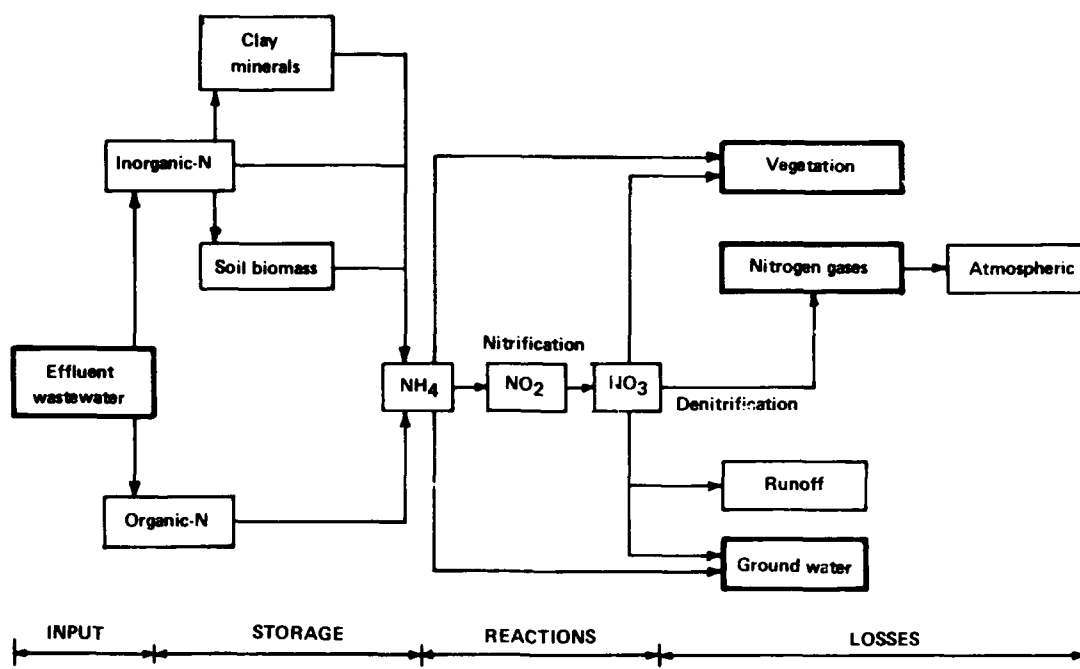 Clay
minerals
Inorganic-N
Vegetation
Soil biomass
Nitrogen gases
Atmospheric
Nitrification
Effluent
wastewater
NH4
NO2
NO3
Denitrification
Runoff
Organic-N
Ground water
INPUT
STORAGE
REACTIONS
LOSSES